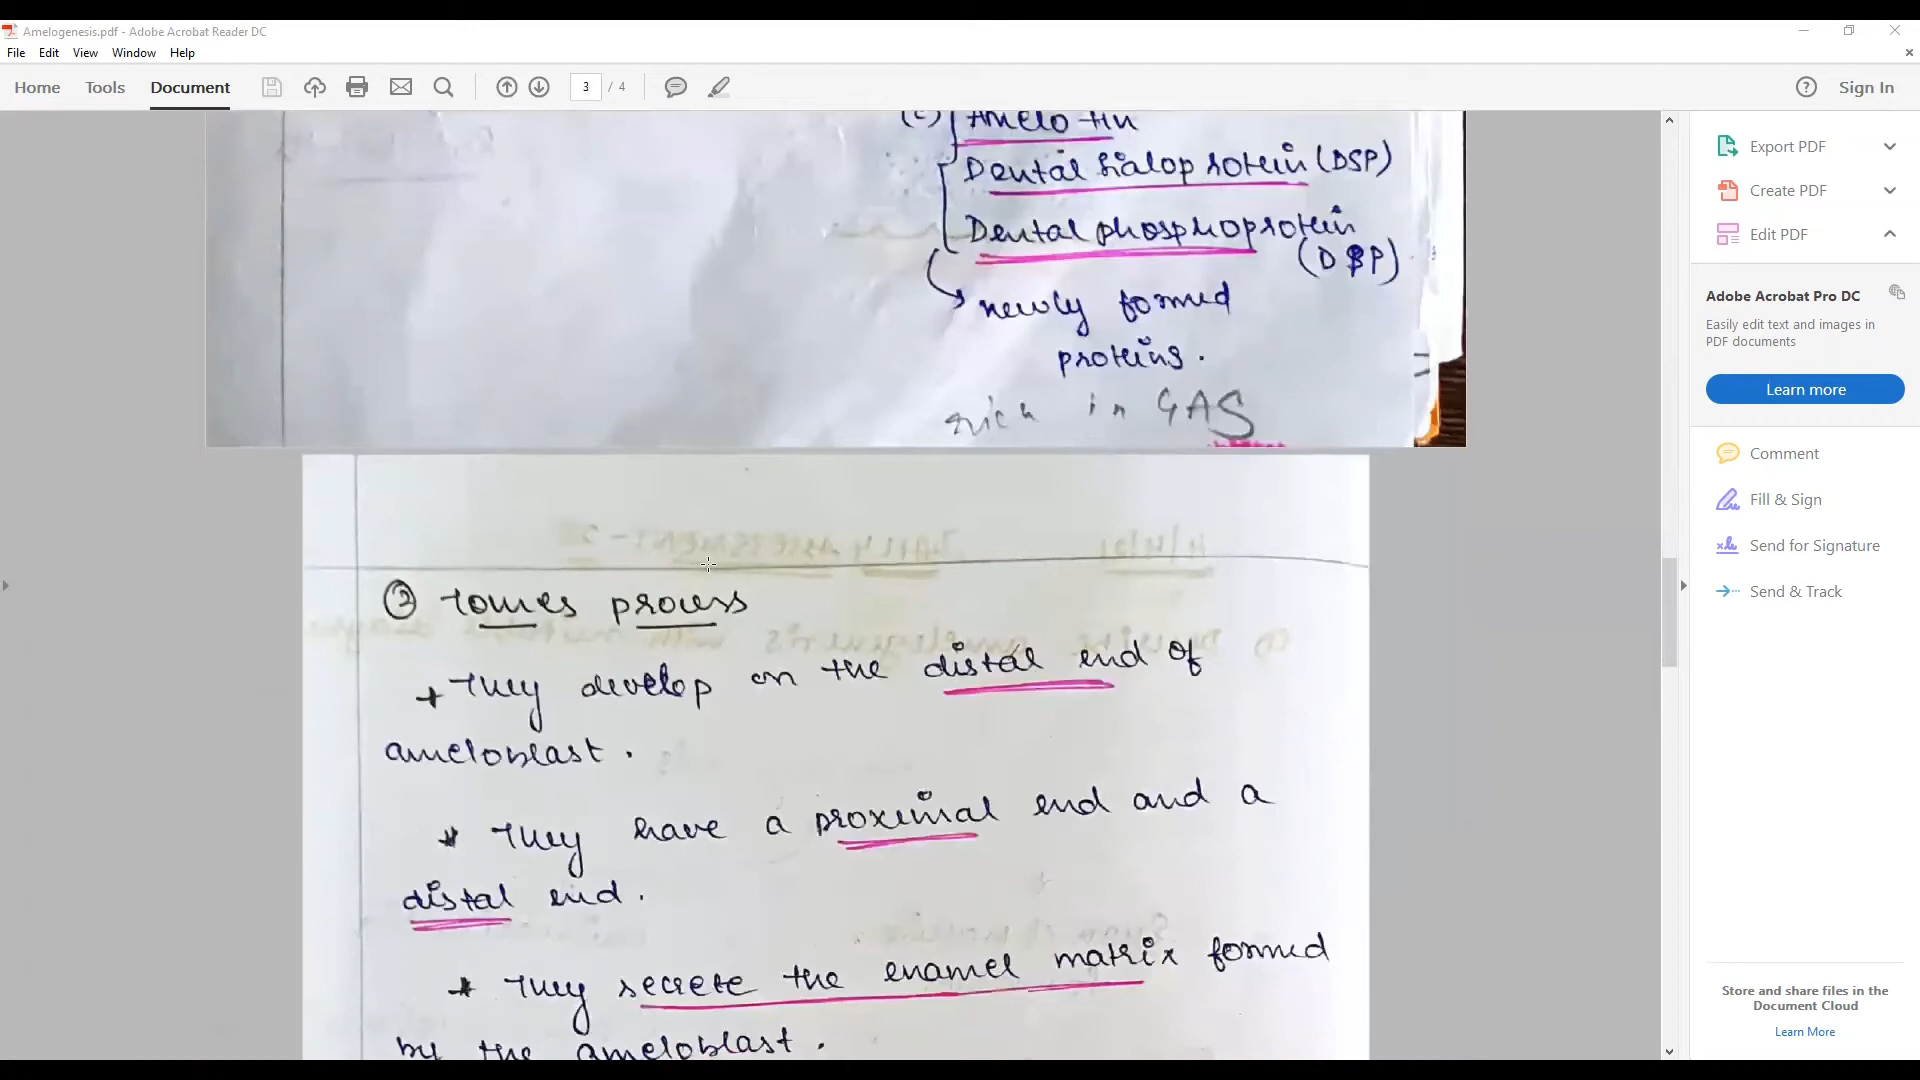 Amelogenesis.pdf - Adobe Acrobat Reader DC
File Edit View Window Help
Home Tools Document 3 / 4 Sign In
(c) Amelo tin
Dental sialoprotein (DSP)
Dental phosphoprotein
(DPP)
newly formed
proteins.
rich in GAS
② tomes process
+ They develop on the distal end of
ameloblast.
* They have a proximal end and a
distal end.
* They secrete the enamel matrix formed
by the ameloblast.
Export PDF
Create PDF
Edit PDF
Adobe Acrobat Pro DC
Easily edit text and images in
PDF documents
Learn more
Comment
Fill & Sign
Send for Signature
Send & Track
Store and share files in the
Document Cloud
Learn More